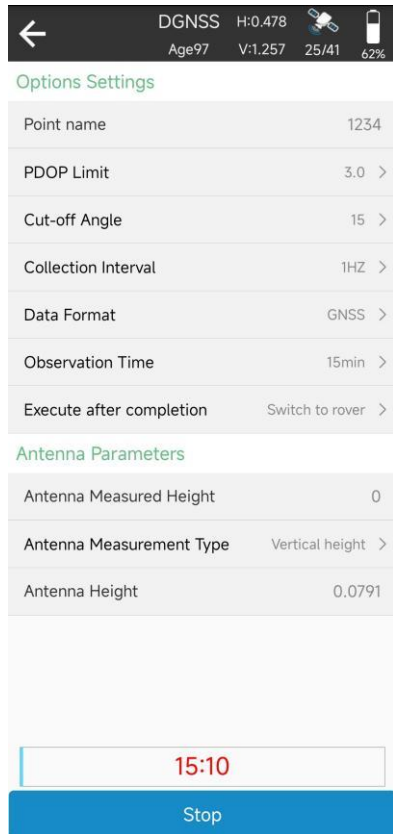 DGNSS H:0.478
Age97 V:1.257 25/41 62%
Options Settings
Point name 1234
PDOP Limit 3.0
Cut-off Angle 15
Collection Interval 1HZ
Data Format GNSS
Observation Time 15min
Execute after completion Switch to rover
Antenna Parameters
Antenna Measured Height 0
Antenna Measurement Type Vertical height
Antenna Height 0.0791
15:10
Stop